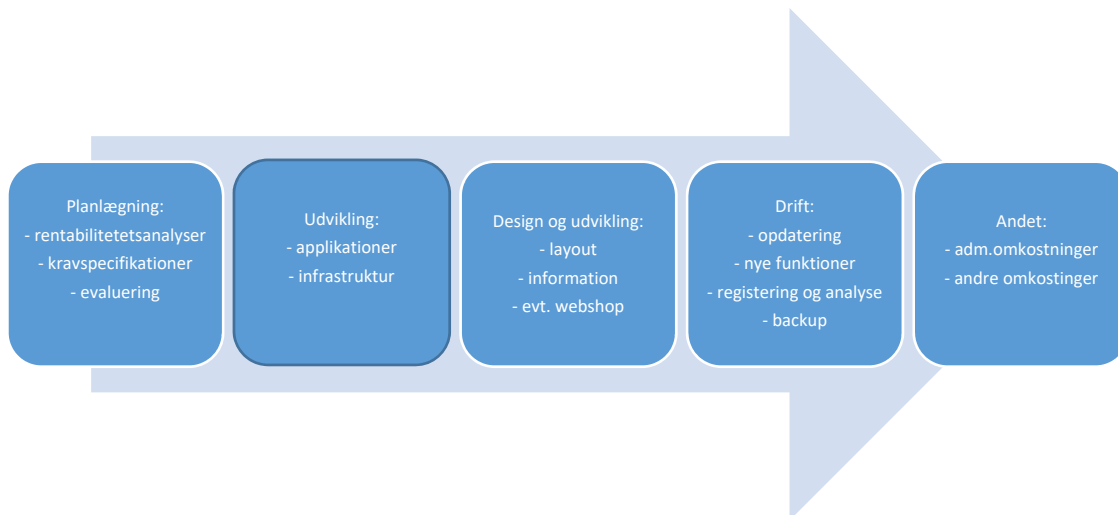 Planlægning:
- rentabilitetetsanalyser
- kravspecifikationer
- evaluering
Udvikling:
- applikationer
- infrastruktur
Design og udvikling:
- layout
- information
- evt. webshop
Drift:
- opdatering
- nye funktioner
- registering og analyse
- backup
Andet:
- adm.omkostninger
- andre omkostinger